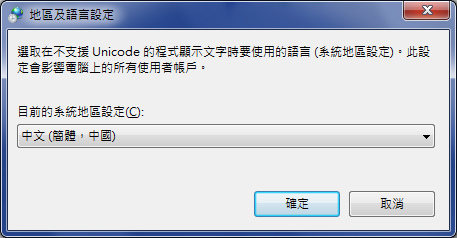 地區及語言設定
選取在不支援 Unicode 的程式顯示文字時要使用的語言 (系統地區設定)。此設
定會影響電腦上的所有使用者帳戶。
目前的系統地區設定(C):
中文 (簡體，中國)
確定 取消